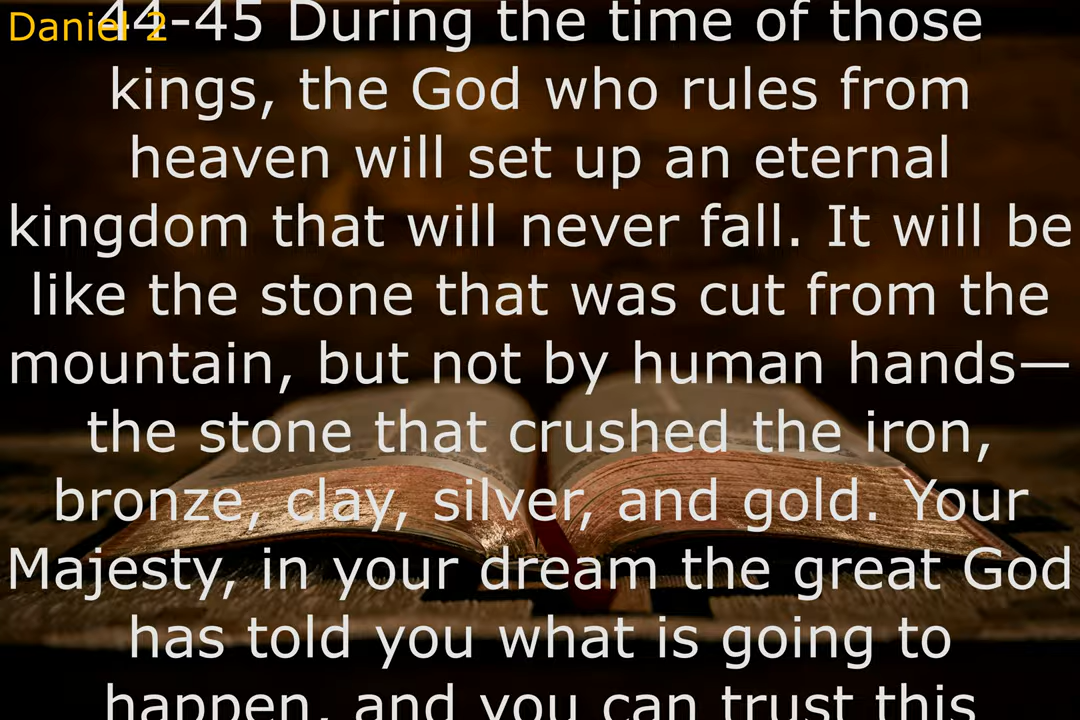 Daniel 2
44-45 During the time of those
kings, the God who rules from
heaven will set up an eternal
kingdom that will never fall. It will be
like the stone that was cut from the
mountain, but not by human hands—
the stone that crushed the iron,
bronze, clay, silver, and gold. Your
Majesty, in your dream the great God
has told you what is going to
happen, and you can trust this